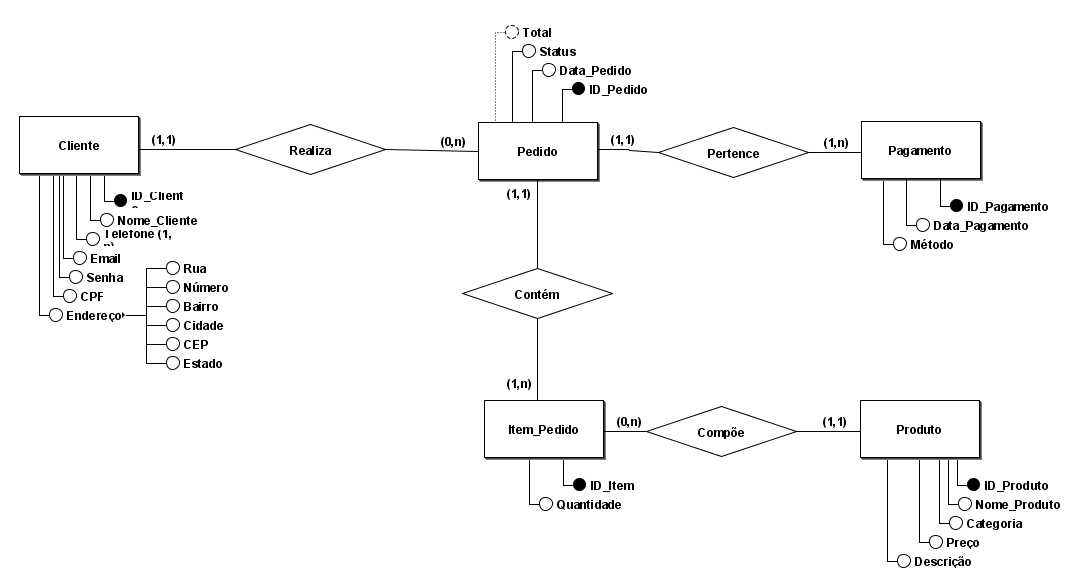 Total
Status
Data_Pedido
ID_Pedido
Cliente
(1,1)
Realiza
(0,n)
Pedido
(1,1)
Pertence
(1,n)
Pagamento
(1,1)
ID_Client
Nome_Cliente
Telefone (1,
n)
Email
Senha
CPF
Endereço
Rua
Número
Bairro
Cidade
CEP
Estado
ID_Pagamento
Data_Pagamento
Método
Contém
(1,n)
Item_Pedido
(0,n)
Compõe
(1,1)
Produto
ID_Item
Quantidade
ID_Produto
Nome_Produto
Categoria
Preço
Descrição